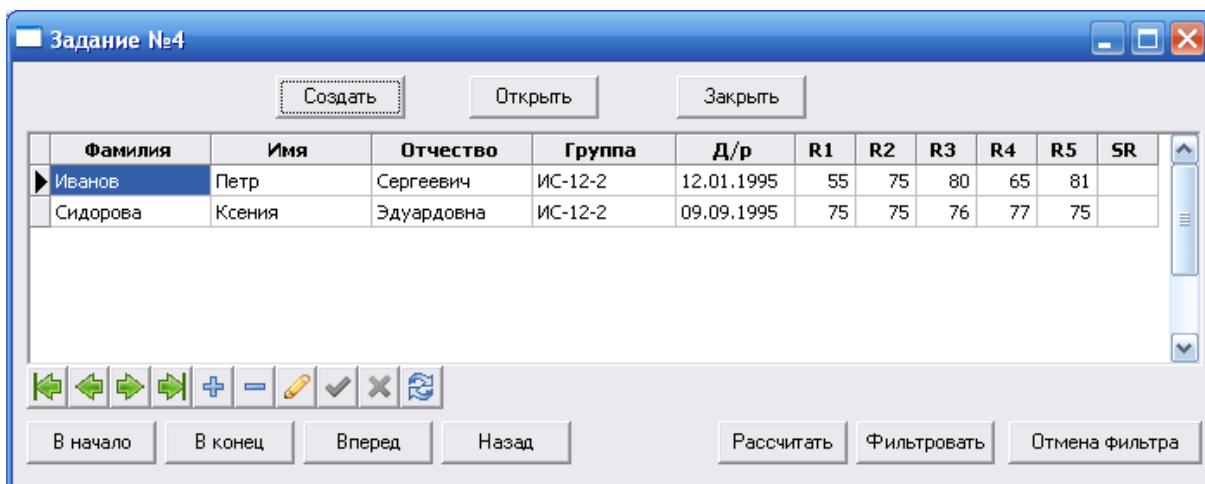 Задание №4
Создать Открыть Закрыть
Фамилия Имя Отчество Группа Д/р R1 R2 R3 R4 R5 SR
Иванов Петр Сергеевич ИС-12-2 12.01.1995 55 75 80 65 81
Сидорова Ксения Эдуардовна ИС-12-2 09.09.1995 75 75 76 77 75
В начало В конец Вперед Назад Рассчитать Фильтровать Отмена фильтра